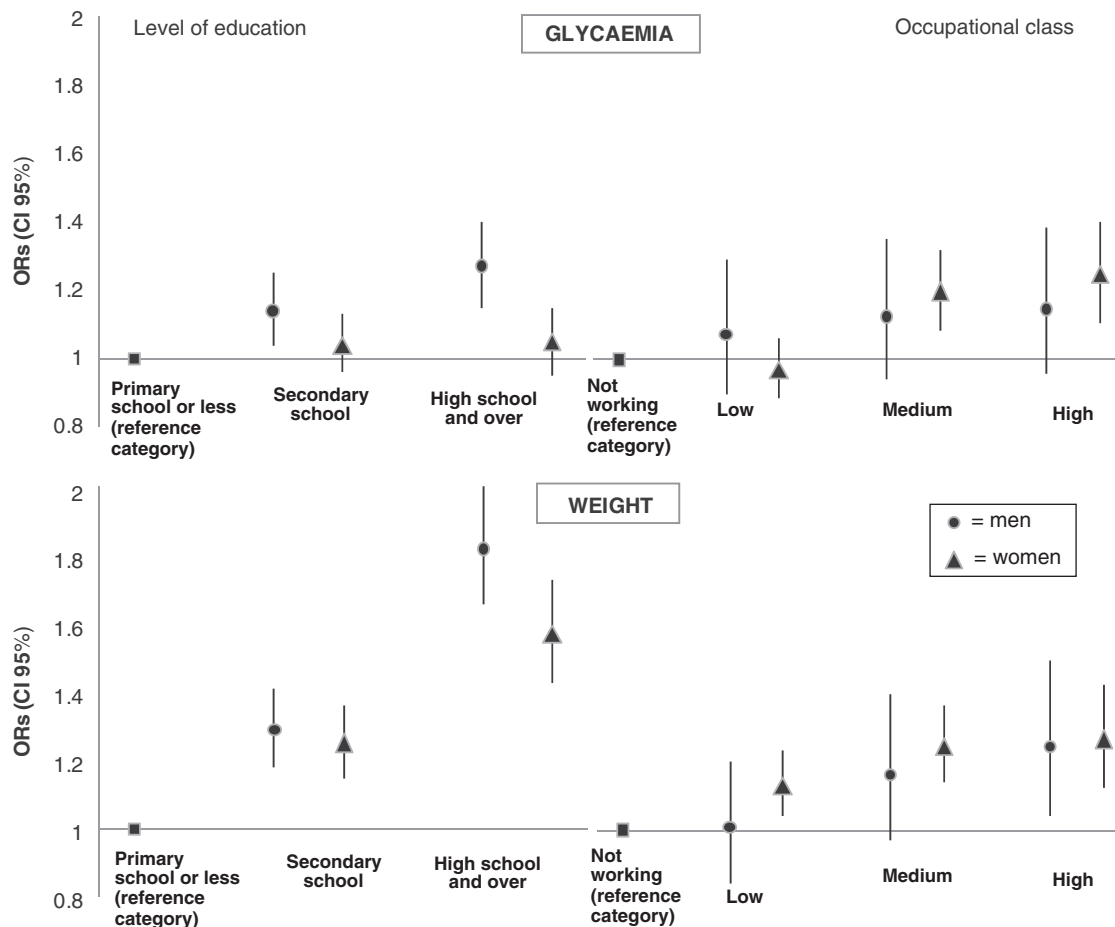 Level of education
GLYCAEMIA
Occupational class
ORs (CI 95%)
2
1.8
1.6
1.4
1.2
1
0.8
Primary
school or less
(reference
category)
Secondary
school
High school
and over
Not
working
(reference
category)
Low
Medium
High
WEIGHT
= men
= women
ORs (CI 95%)
2
1.8
1.6
1.4
1.2
1
0.8
Primary
school or less
(reference
category)
Secondary
school
High school
and over
Not
working
(reference
category)
Low
Medium
High